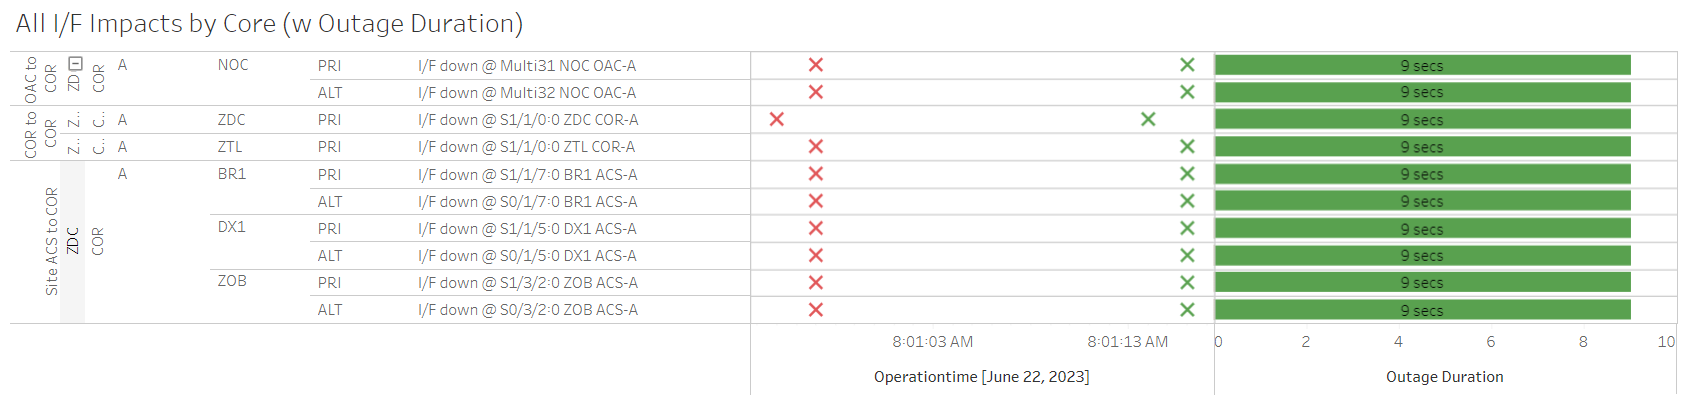 All I/F Impacts by Core (w Outage Duration)
OAC to COR ZD COR A NOC PRI I/F down @ Multi31 NOC OAC-A 9 secs
ALT I/F down @ Multi32 NOC OAC-A 9 secs
COR to COR Z.. C.. A ZDC PRI I/F down @ S1/1/0:0 ZDC COR-A 9 secs
Z.. C.. A ZTL PRI I/F down @ S1/1/0:0 ZTL COR-A 9 secs
Site ACS to COR ZDC COR A BR1 PRI I/F down @ S1/1/7:0 BR1 ACS-A 9 secs
ALT I/F down @ S0/1/7:0 BR1 ACS-A 9 secs
DX1 PRI I/F down @ S1/1/5:0 DX1 ACS-A 9 secs
ALT I/F down @ S0/1/5:0 DX1 ACS-A 9 secs
ZOB PRI I/F down @ S1/3/2:0 ZOB ACS-A 9 secs
ALT I/F down @ S0/3/2:0 ZOB ACS-A 9 secs
8:01:03 AM 8:01:13 AM 0 2 4 6 8 10
Operationtime [June 22, 2023] Outage Duration